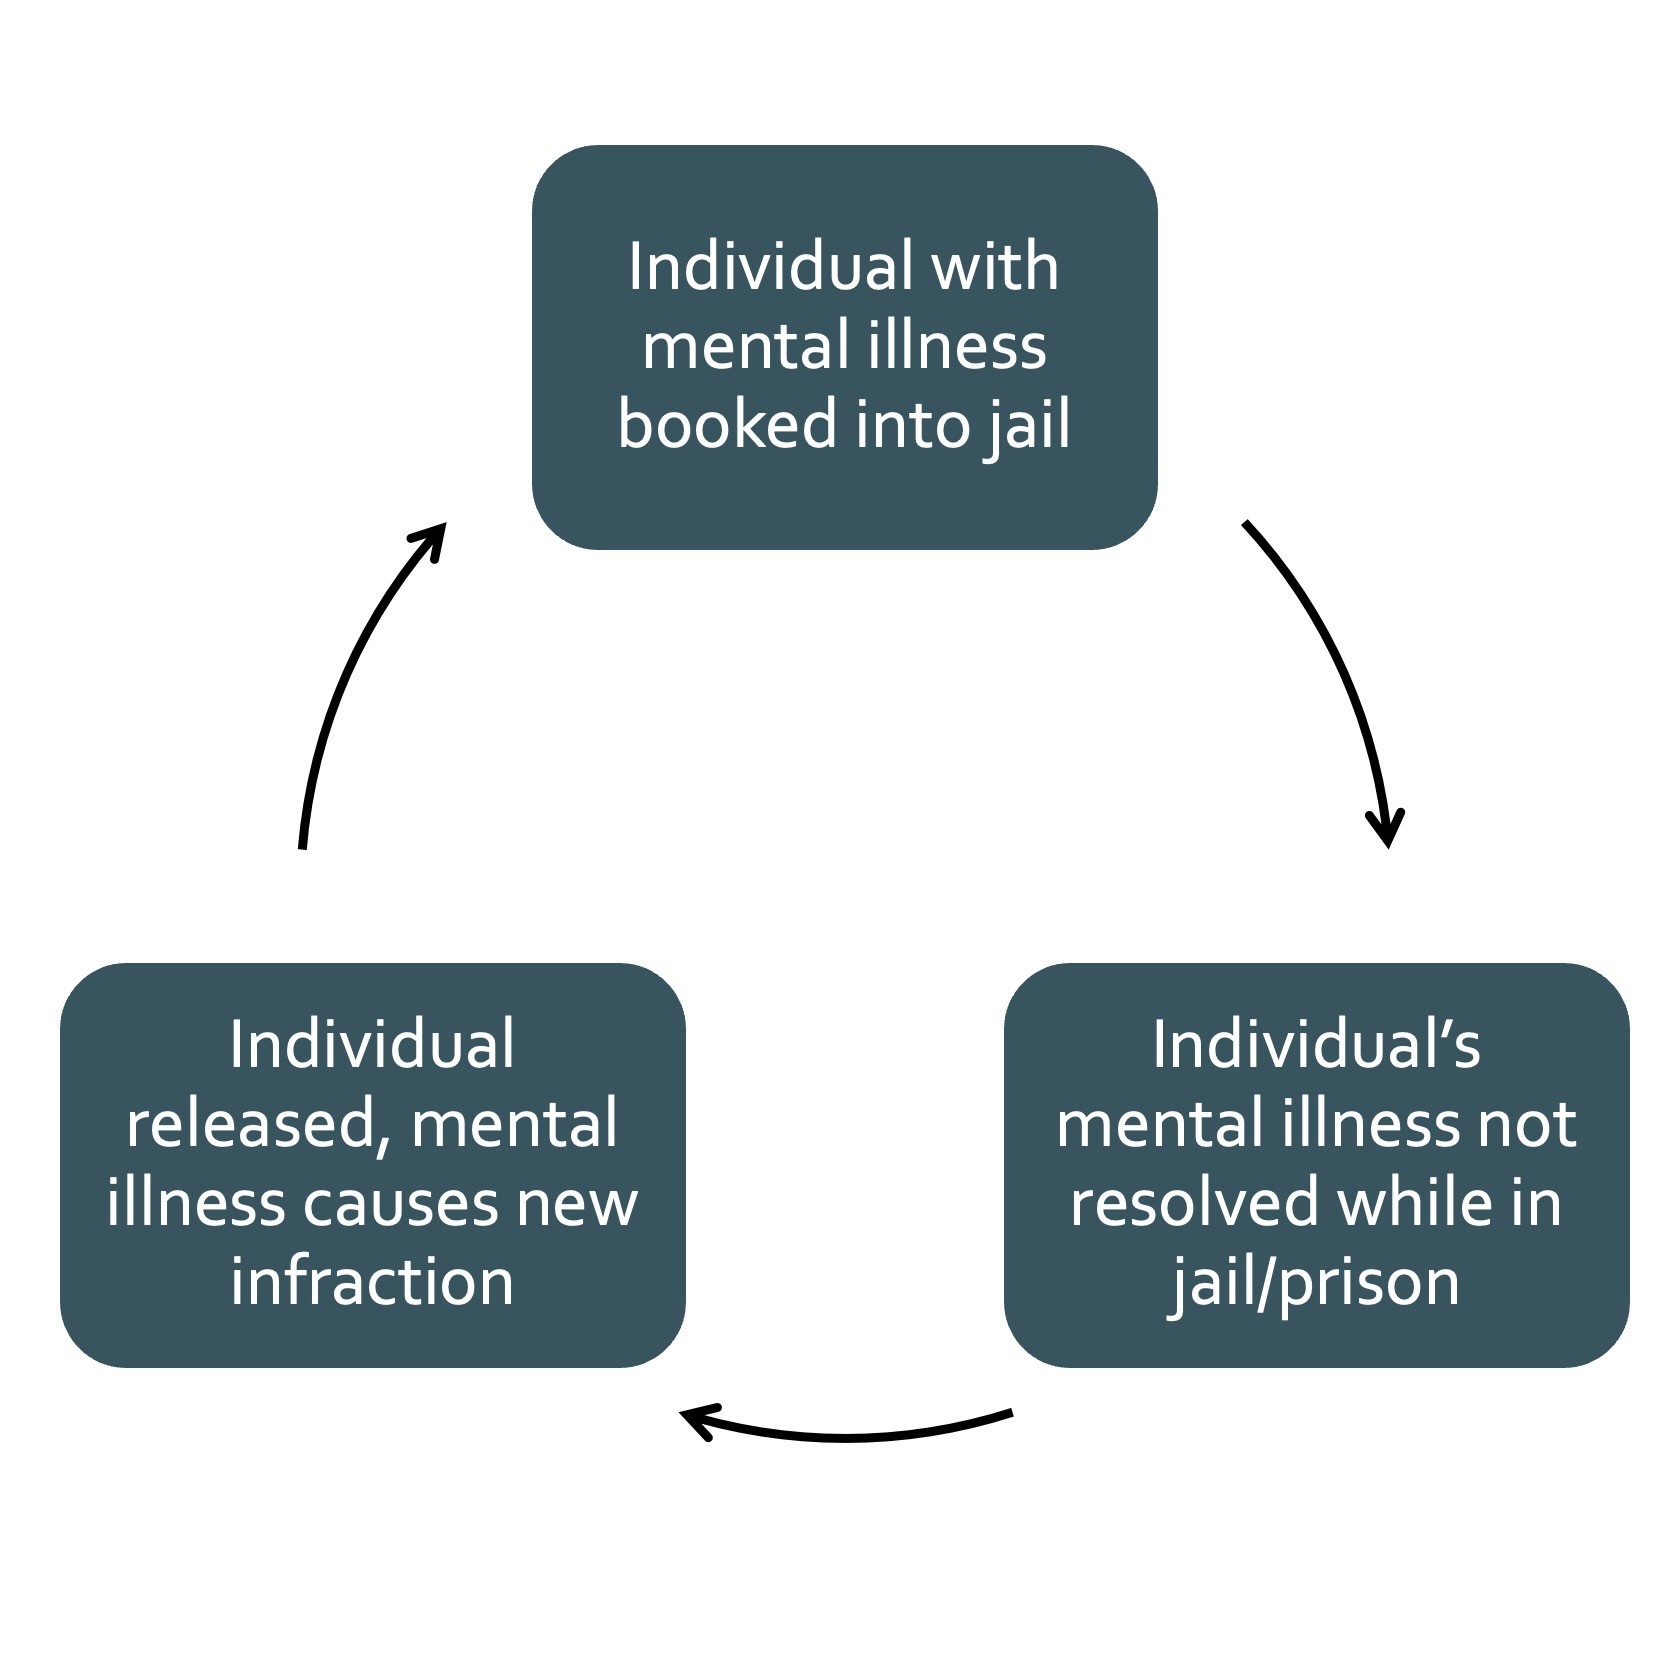 Individual with
mental illness
booked into jail
Individual’s
mental illness not
resolved while in
jail/prison
Individual
released, mental
illness causes new
infraction